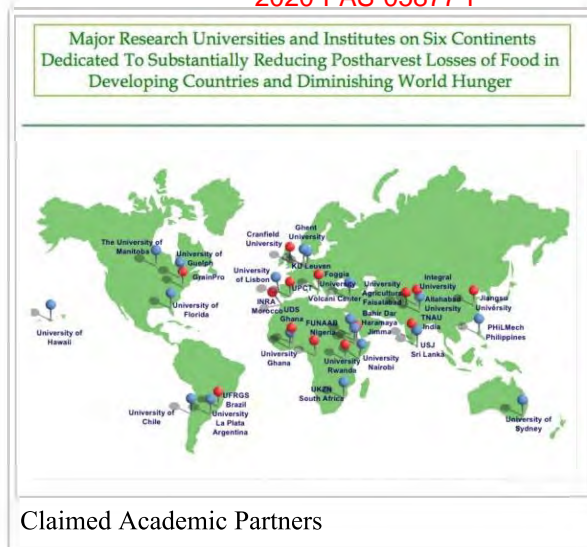 Major Research Universities and Institutes on Six Continents
Dedicated To Substantially Reducing Postharvest Losses of Food in
Developing Countries and Diminishing World Hunger
Cranfield
University
Ghent
University
The University of
Manitoba
University of
Guelph
GrainPro
KU Leuven
Foggia
University
University
of Lisbon
UPCT
Volcani Center
University
Agriculture
Faisalabad
Integral
University
Allahabad
University
Jiangsu
University
University of
Florida
INRA
Morocco
UDS
Ghana
FUNAAB
Nigeria
Bahir Dar
Haramaya
Jimma
TNAU
India
PHilMech
Philippines
University of
Hawaii
USJ
Sri Lanka
University
Ghana
University
Rwanda
University
Nairobi
UFRGS
Brazil
University
La Plata
Argentina
UKZN
South Africa
University of
Chile
University of
Sydney
Claimed Academic Partners